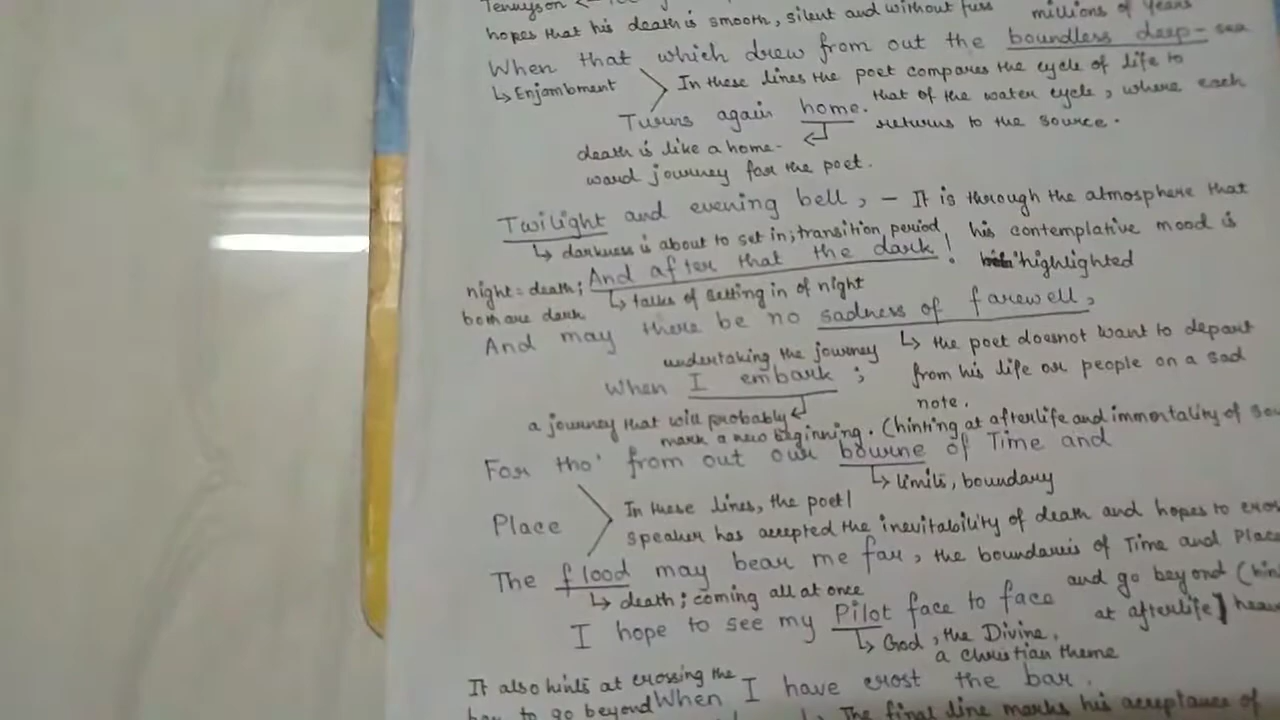 Tennyson
hopes that his death is smooth, silent and without fuss millions of years
When that which drew from out the boundless deep - sea
↳ Enjambment In these lines the poet compares the cycle of life to
Turns again home. that of the water cycle, where each
returns to the source.
death is like a home-
ward journey for the poet.
Twilight and evening bell, - It is through the atmosphere that
↳ darkness is about to set in; transition period his contemplative mood is
night = death; And after that the dark! highlighted
both are dark ↳ talks of setting in of night
And may there be no sadness of farewell,
undertaking the journey ↳ the poet doesnot want to depart
When I embark; from his life or people on a sad
note.
a journey that will probably
mark a new beginning. (hinting at afterlife and immortality of
For tho' from out our bourne of Time and
↳ limits, boundary
Place In these lines, the poet/
speaker has accepted the inevitability of death and hopes to
The flood may bear me far, the boundareis of Time and Place
↳ death; coming all at once and go beyond
I hope to see my Pilot face to face at afterlife)
↳ God, the Divine.
a christian theme
It also hints at crossing the
bar to go beyond When I have crost the bar.
↳ The final line marks his acceptance of